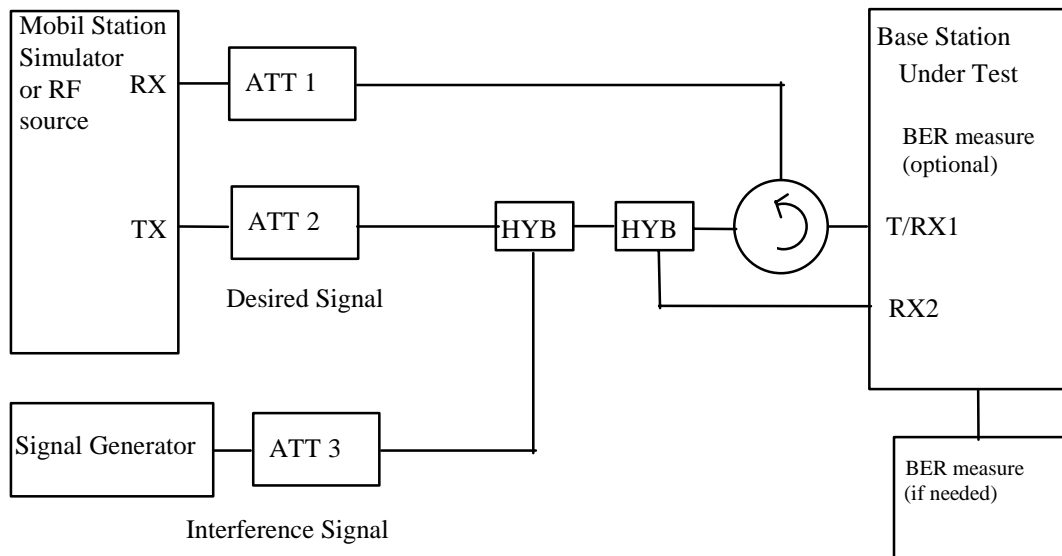 Mobil Station
Simulator
or RF
source
RX
TX
ATT 1
ATT 2
Desired Signal
HYB
HYB
Base Station
Under Test
BER measure
(optional)
T/RX1
RX2
Signal Generator
ATT 3
Interference Signal
BER measure
(if needed)